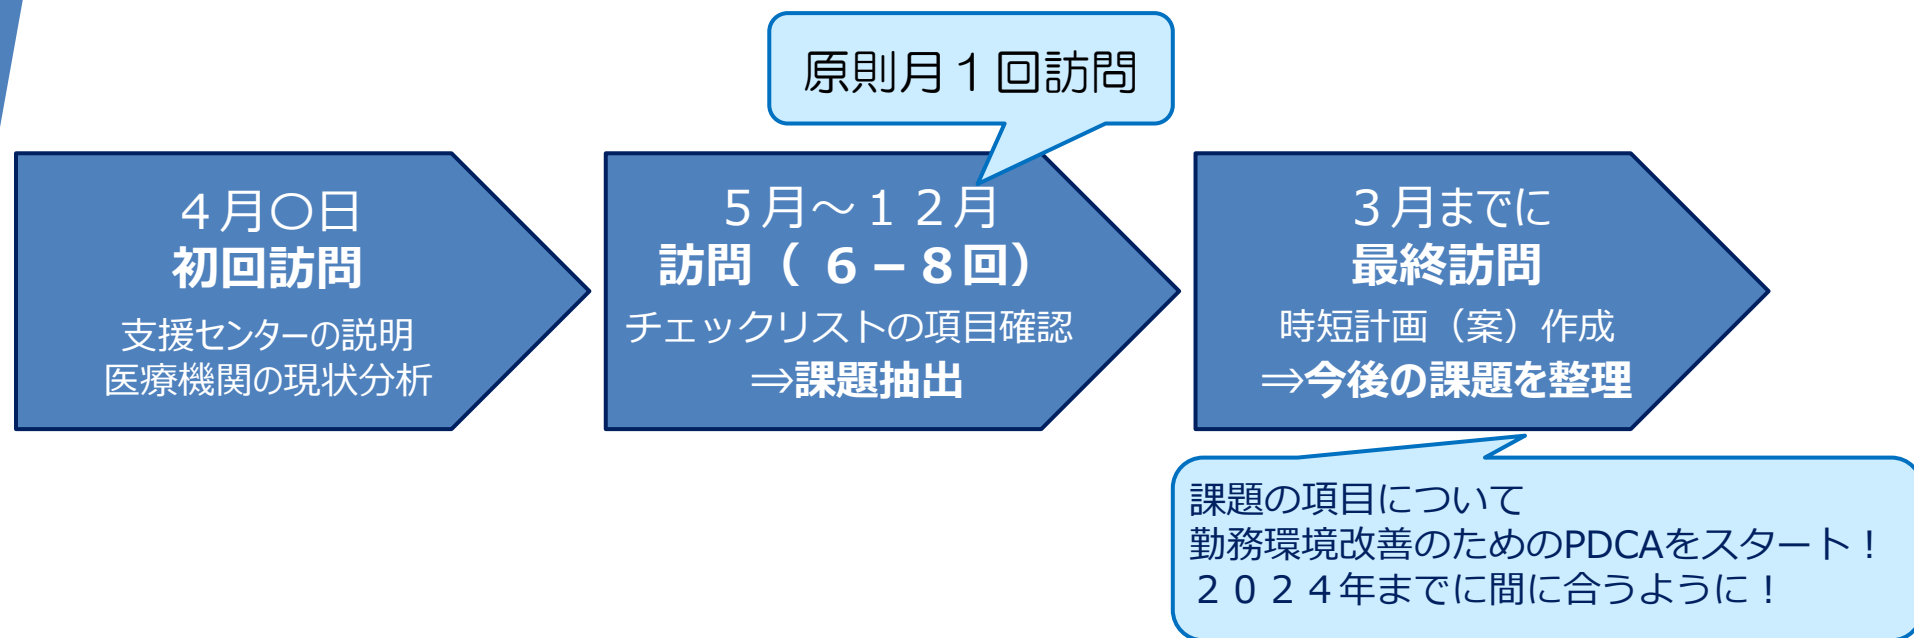 原則月１回訪問
４月〇日
初回訪問
支援センターの説明
医療機関の現状分析
５月～１２月
訪問（ ６－８回）
チェックリストの項目確認
⇒課題抽出
３月までに
最終訪問
時短計画（案）作成
⇒今後の課題を整理
課題の項目について
勤務環境改善のためのPDCAをスタート！
２０２４年までに間に合うように！